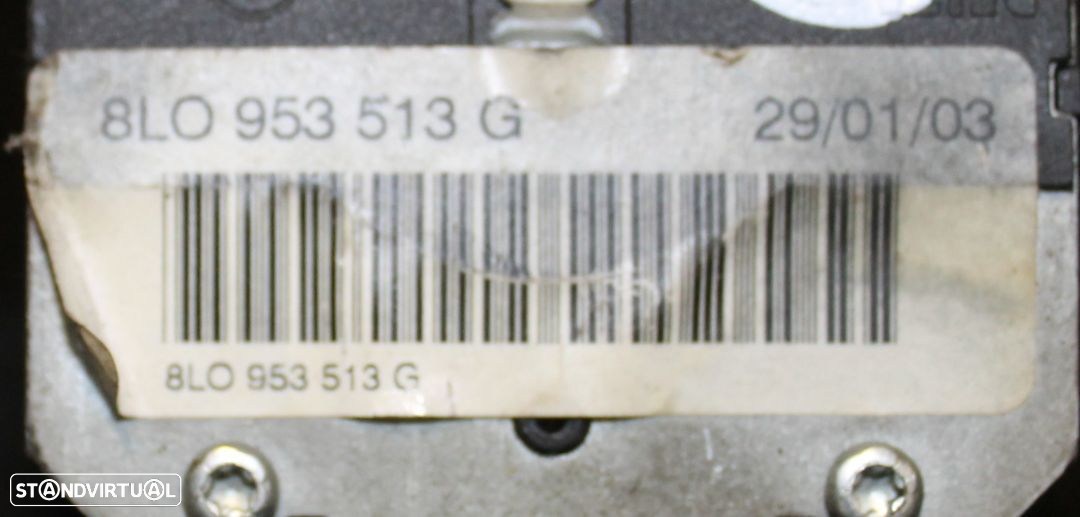 8LO 953 513 G 29/01/03
8LO 953 513 G
STANDVIRTUAL